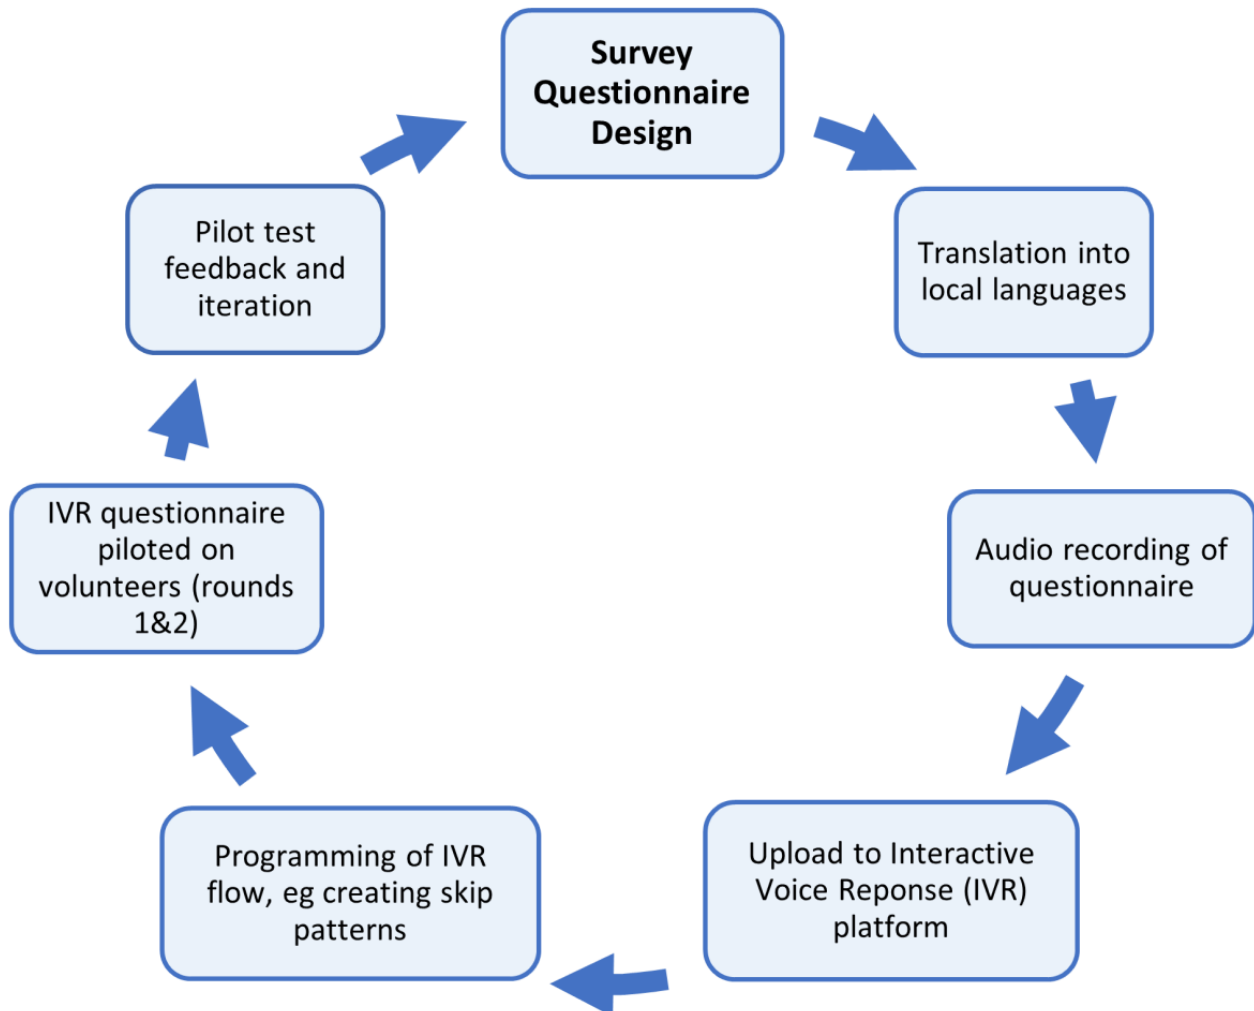 Survey
Questionnaire
Design
Translation into
local languages
Audio recording of
questionnaire
Upload to Interactive
Voice Reponse (IVR)
platform
Programming of IVR
flow, eg creating skip
patterns
IVR questionnaire
piloted on
volunteers (rounds
1&2)
Pilot test
feedback and
iteration